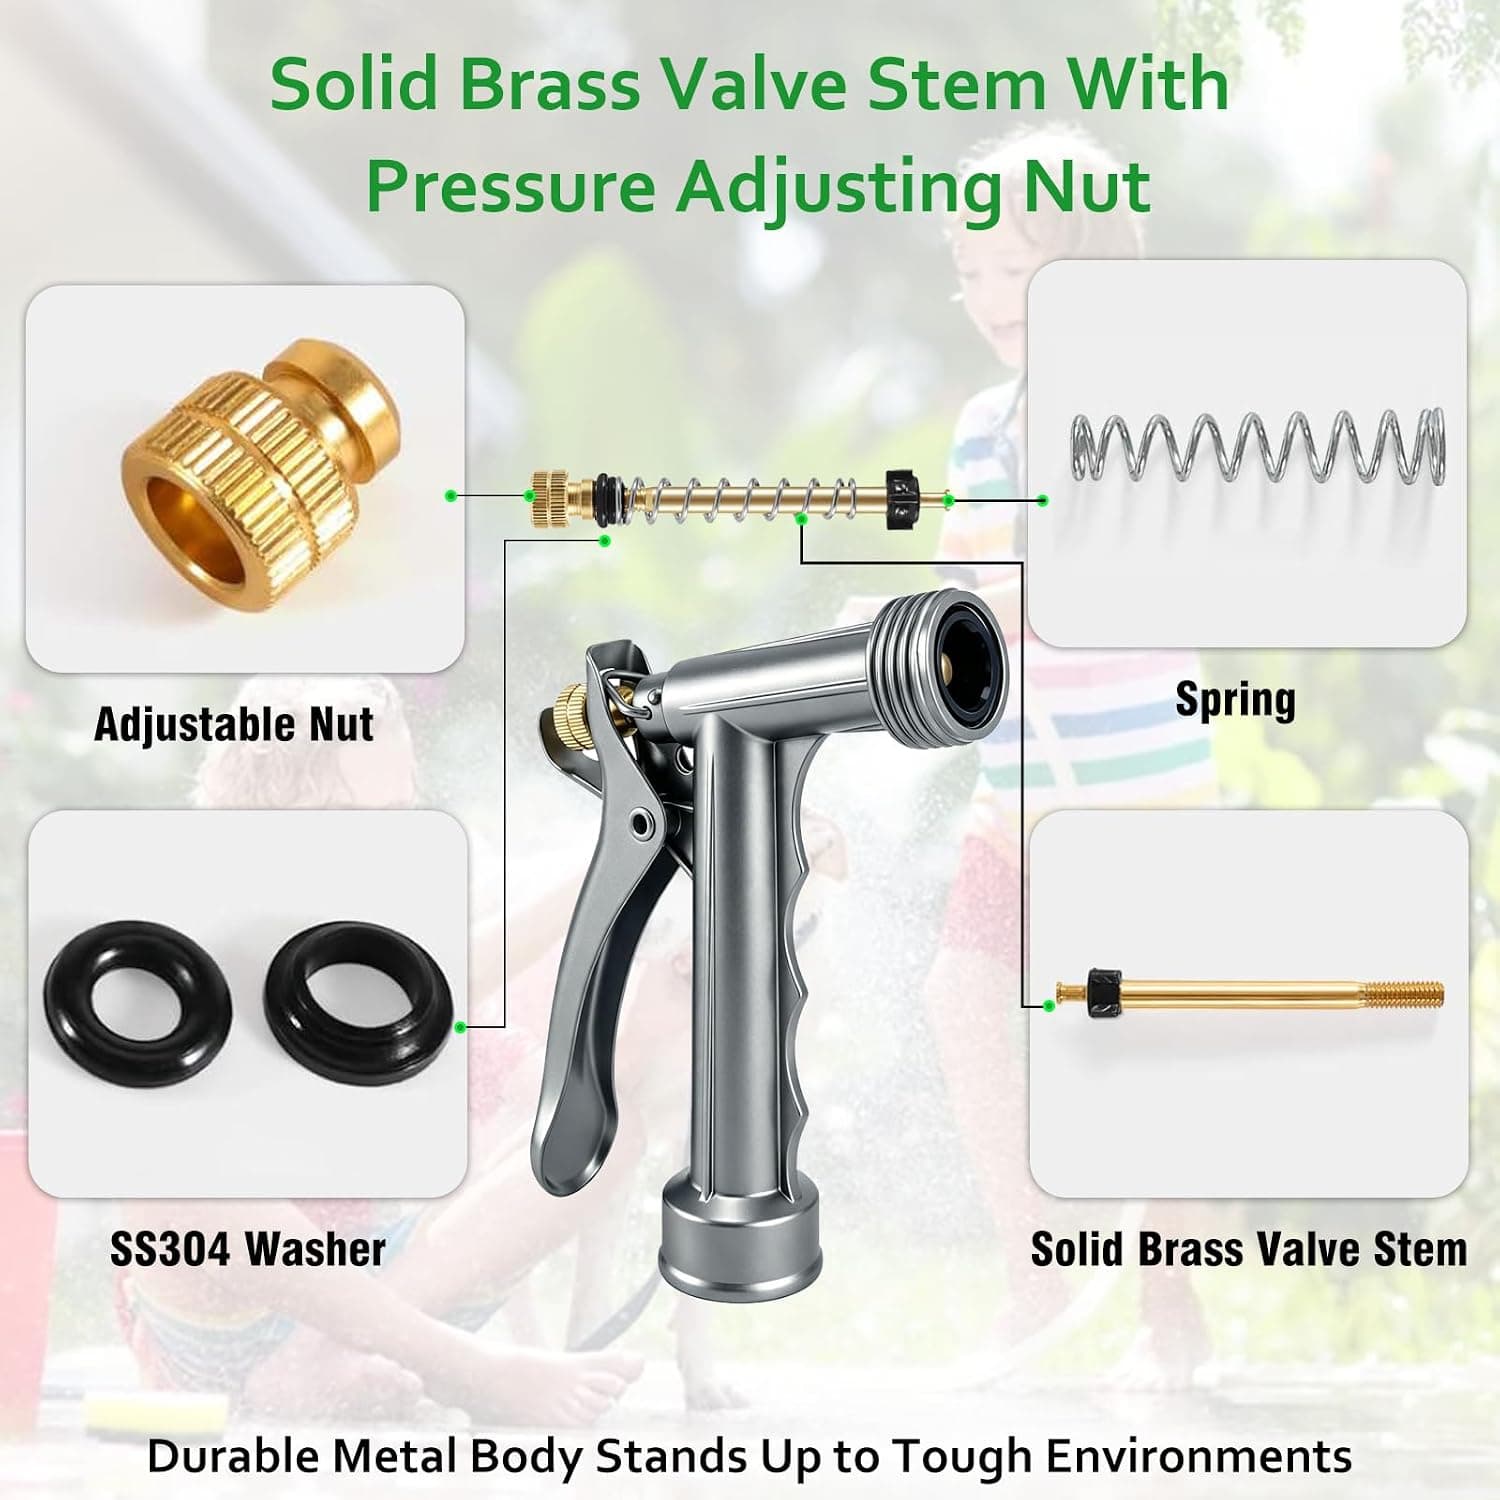 Solid Brass Valve Stem With
Pressure Adjusting Nut
Adjustable Nut
Spring
SS304 Washer
Solid Brass Valve Stem
Durable Metal Body Stands Up to Tough Environments